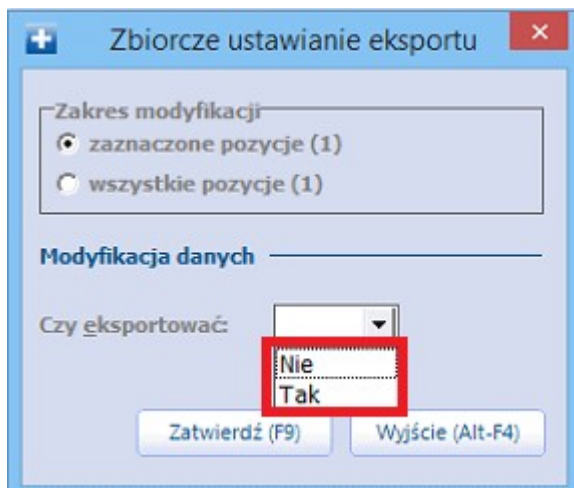 Zbiorcze ustawianie eksportu
Zakres modyfikacji
zaznaczone pozycje (1)
wszystkie pozycje (1)
Modyfikacja danych
Czy eksportować:
Nie
Tak
Zatwierdź (F9) Wyjście (Alt-F4)